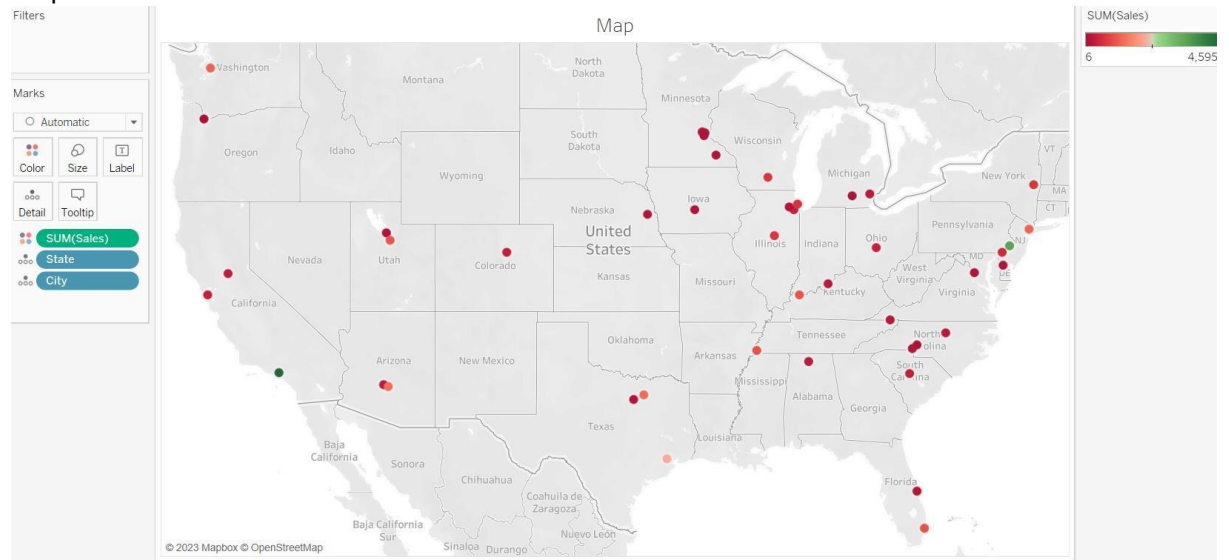 Filters
Marks
Automatic
Color
Size
Label
Detail
Tooltip
SUM(Sales)
State
City
Map
Washington
Montana
North
Dakota
Minnesota
Oregon
Idaho
South
Dakota
Wisconsin
Michigan
VT
Wyoming
New York
MA
CT
Iowa
Nebraska
Pennsylvania
NJ
United
States
Nevada
Utah
Colorado
Illinois
Indiana
Ohio
MD
DE
Kansas
Missouri
West
Virginia
Virginia
Kentucky
California
Tennessee
North
Carolina
Oklahoma
Arkansas
Arizona
New Mexico
South
Carolina
Mississippi
Alabama
Georgia
Texas
Louisiana
Baja
California
Sonora
Chihuahua
Florida
Coahuila de
Zaragoza
Baja California
Sur
Nuevo León
Sinaloa
Durango
© 2023 Mapbox © OpenStreetMap
SUM(Sales)
6
4,595